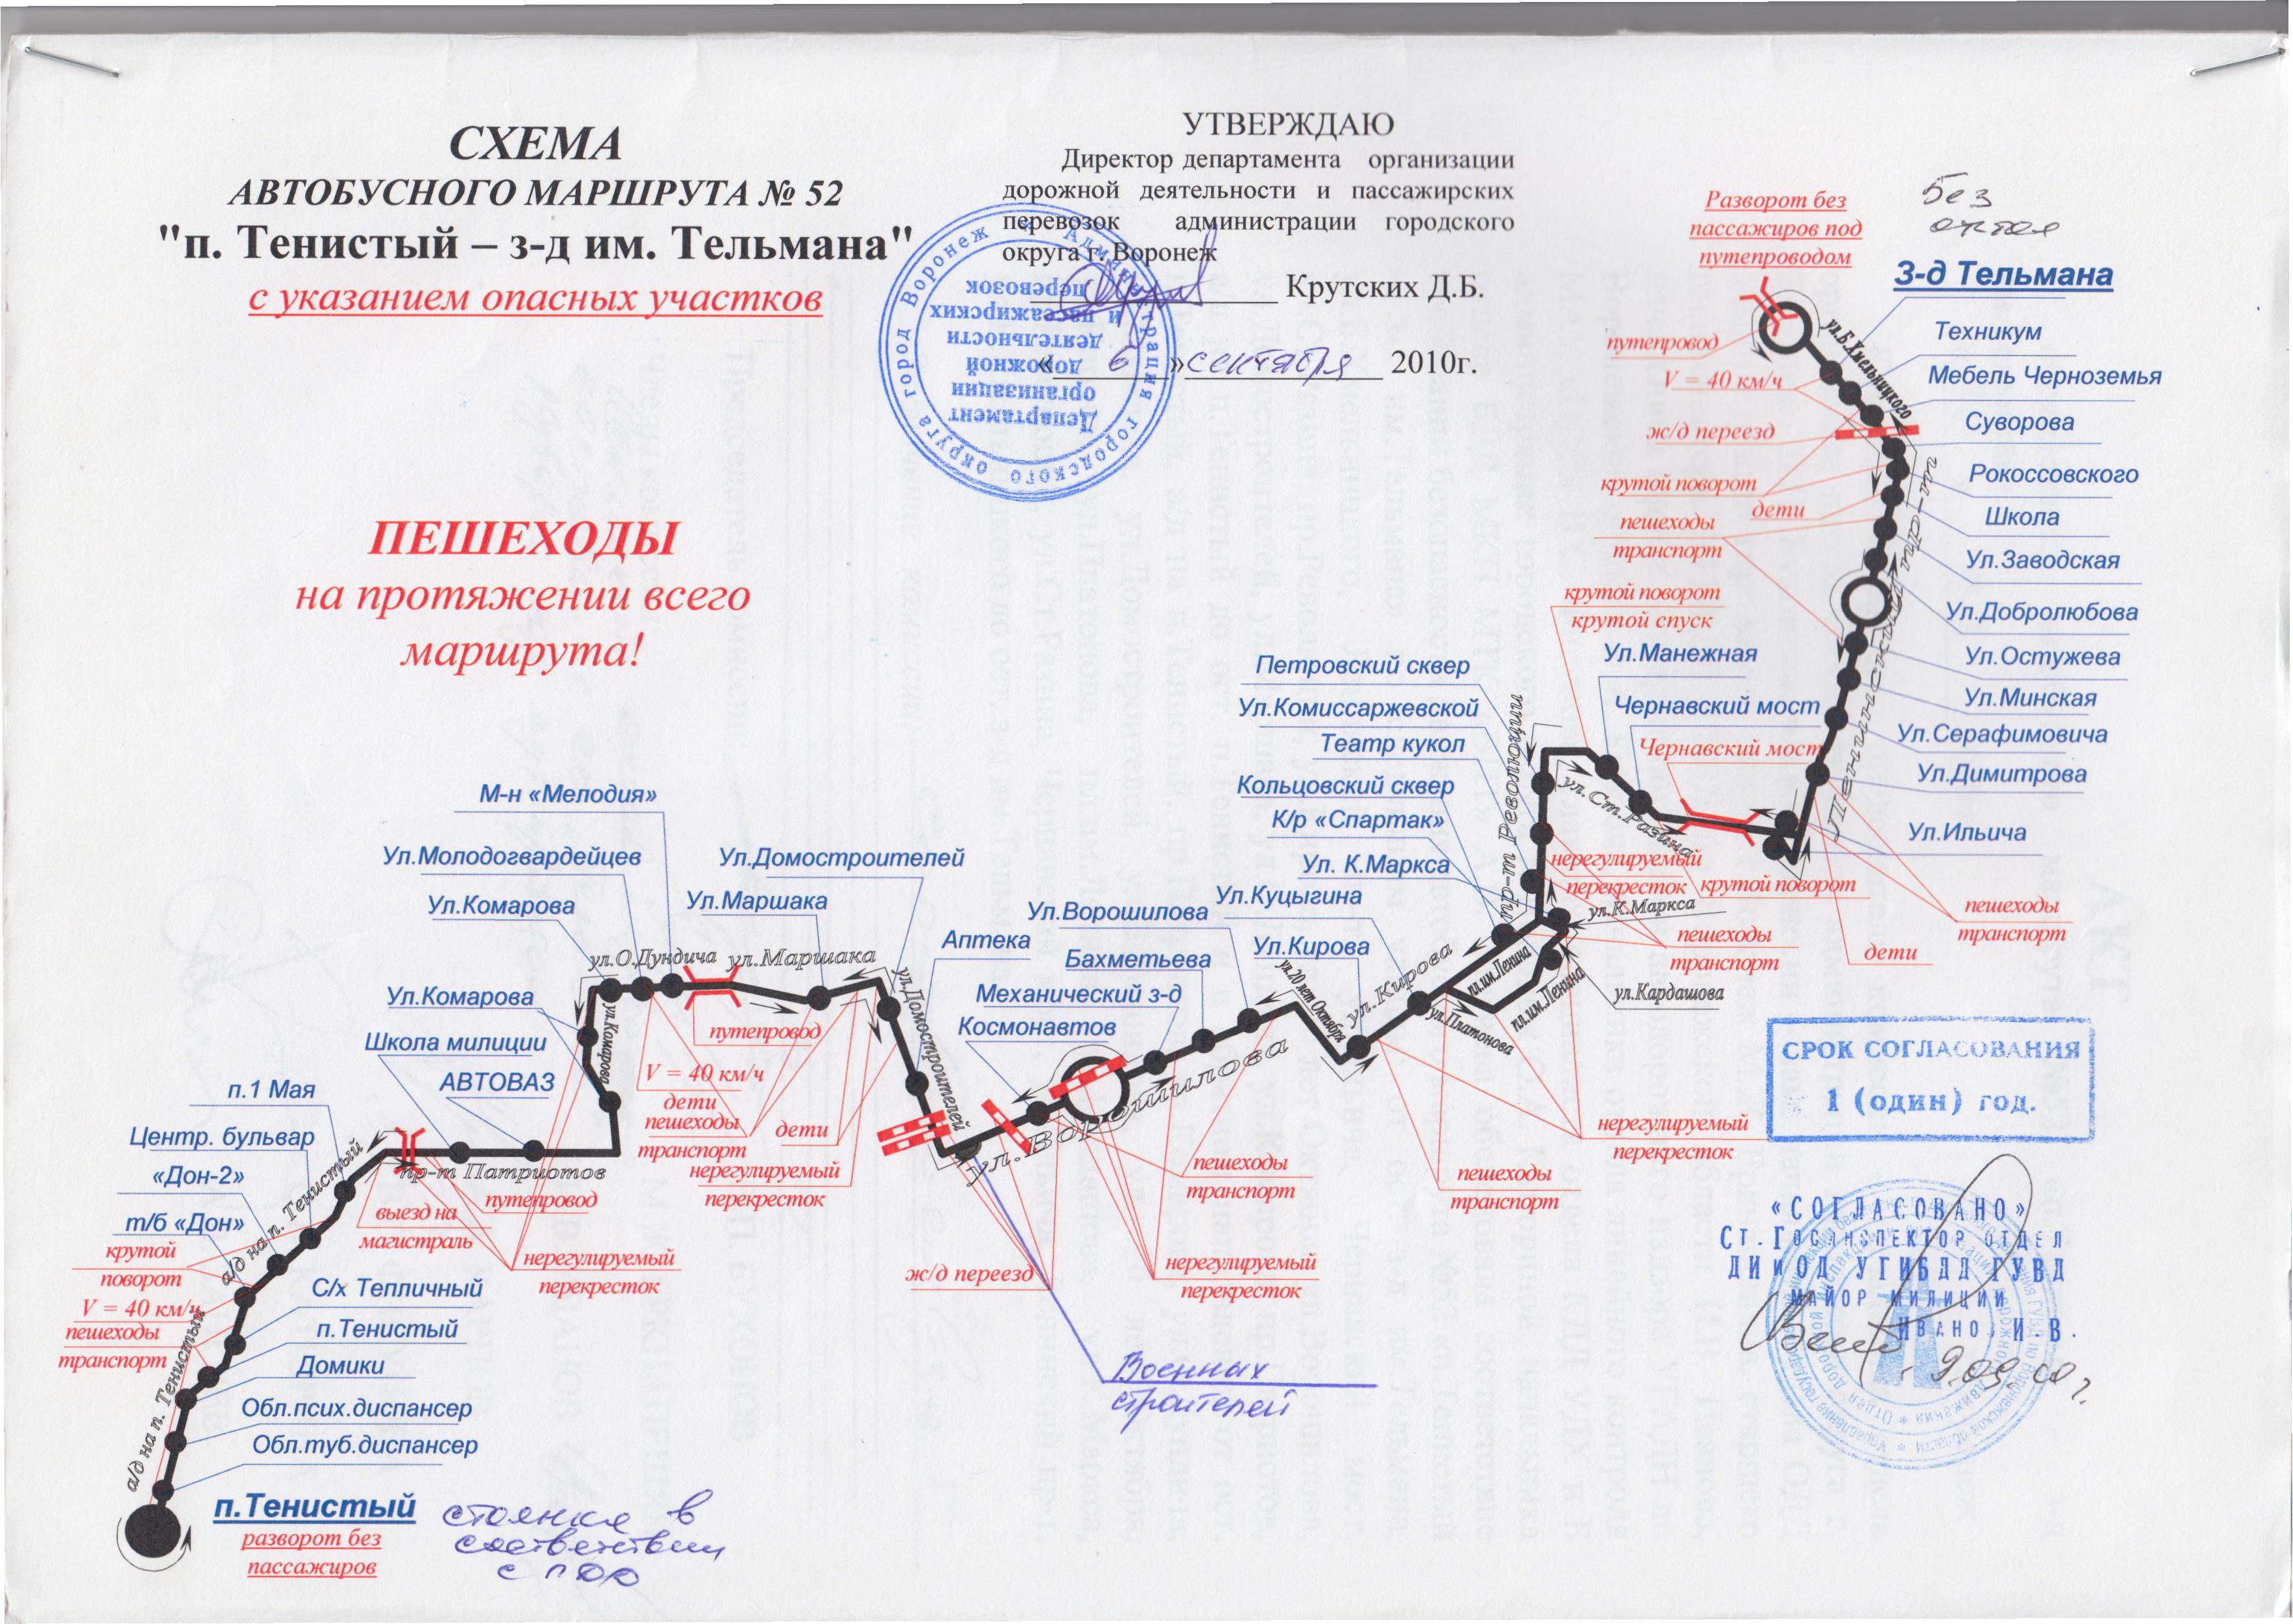 СХЕМА
АВТОБУСНОГО МАРШРУТА № 52
"п. Тенистый – з-д им. Тельмана"
с указанием опасных участков
УТВЕРЖДАЮ
Директор департамента организации
дорожной деятельности и пассажирских
перевозок администрации городского
округа г. Воронеж
Крутских Д.Б.
« 6 » сентября 2010г.
Администрация городского округа город Воронеж
Департамент
организации
дорожной
деятельности
и пассажирских
перевозок
ПЕШЕХОДЫ
на протяжении всего
маршрута!
Разворот без
пассажиров под
путепроводом
Без
З-д Тельмана
Техникум
Мебель Черноземья
Суворова
Рокоссовского
Школа
Ул.Заводская
Ул.Добролюбова
Ул.Остужева
Ул.Минская
Ул.Серафимовича
Ул.Димитрова
Ул.Ильича
ул.Б.Хмельницкого
путепровод
V = 40 км/ч
ж/д переезд
крутой поворот
дети
пешеходы
транспорт
крутой поворот
крутой спуск
Ул.Манежная
Чернавский мост
Чернавский мост
ул.Ст.Разина
крутой поворот
пешеходы
транспорт
дети
Петровский сквер
Ул.Комиссаржевской
Театр кукол
Кольцовский сквер
К/р «Спартак»
Ул. К.Маркса
Ул.Куцыгина
Ул.Кирова
пр-т Революции
нерегулируемый
перекресток
ул.К.Маркса
пешеходы
транспорт
ул.Кардашова
пл.им.Ленина
пл.им.Ленина
ул.Платонова
ул.Кирова
ул.20 лет Октября
нерегулируемый
перекресток
пешеходы
транспорт
Ул.Ворошилова
Бахметьева
Механический з-д
Космонавтов
ул.Ворошилова
пешеходы
транспорт
нерегулируемый
перекресток
ж/д переезд
Военных
строителей
М-н «Мелодия»
Ул.Молодогвардейцев
Ул.Домостроителей
Ул.Комарова
Ул.Маршака
Аптека
ул.О.Дундича
ул.Маршака
ул.Домостроителей
Ул.Комарова
ул.Комарова
Школа милиции
АВТОВАЗ
путепровод
V = 40 км/ч
дети
пешеходы
транспорт
дети
нерегулируемый
перекресток
п.1 Мая
Центр. бульвар
«Дон-2»
т/б «Дон»
пр-т Патриотов
путепровод
выезд на
магистраль
нерегулируемый
перекресток
а/д на п. Тенистый
крутой
поворот
V = 40 км/ч
пешеходы
транспорт
С/х Тепличный
п.Тенистый
Домики
Обл.псих.диспансер
Обл.туб.диспансер
а/д на п. Тенистый
п.Тенистый
разворот без
пассажиров
стоянка в
соответствии
с ПДД
СРОК СОГЛАСОВАНИЯ
1 (один) год.
«СОГЛАСОВАНО»
Ст. Госинспектор отдел
ДИ и ОД УГИБДД ГУВД
майор милиции
Иванов И.В.